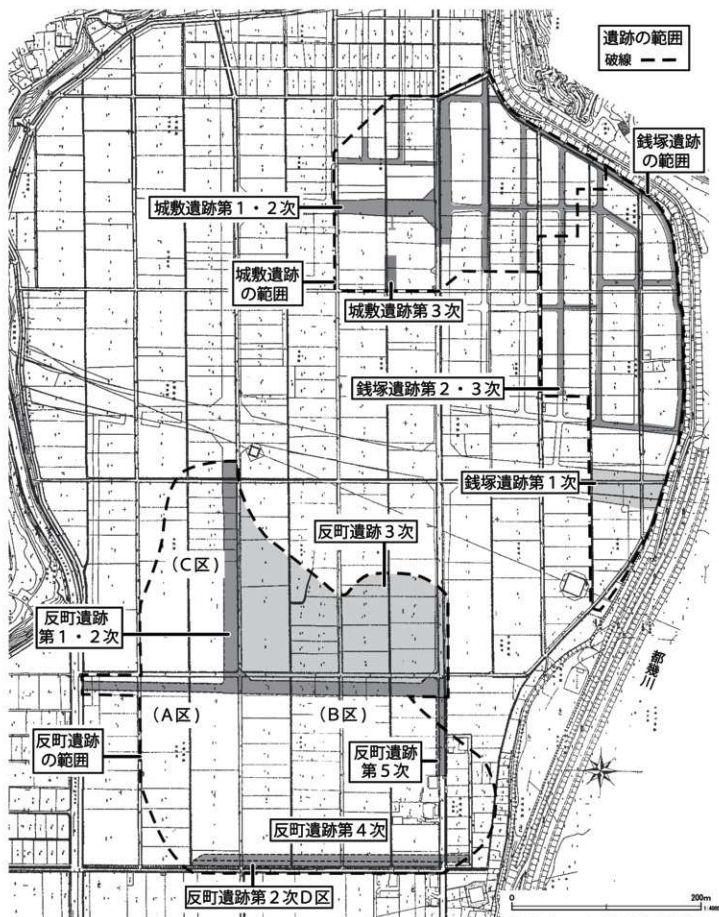 遺跡の範囲
破線
銭塚遺跡
の範囲
城敷遺跡第1・2次
城敷遺跡
の範囲
城敷遺跡第3次
銭塚遺跡第2・3次
銭塚遺跡第1次
反町遺跡3次
(C区)
反町遺跡
第1・2次
都幾川
(A区)
(B区)
反町遺跡
の範囲
反町遺跡
第5次
反町遺跡第4次
反町遺跡第2次D区
0
200m
1:4000